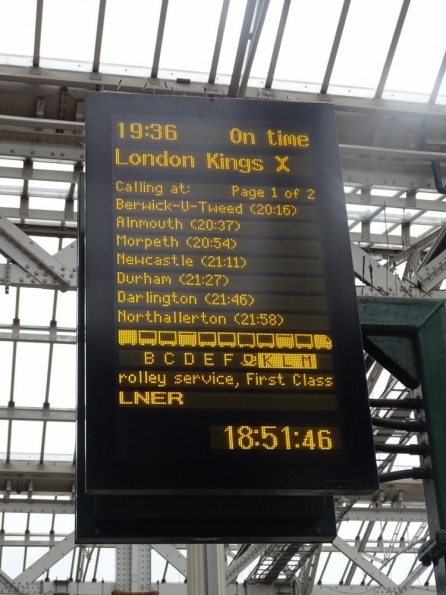 19:36 On time
London Kings X
Calling at: Page 1 of 2
Berwick-U-Tweed (20:16)
Alnmouth (20:37)
Morpeth (20:54)
Newcastle (21:11)
Durham (21:27)
Darlington (21:46)
Northallerton (21:58)
B C D E F K L M
rolley service, First Class
LNER
18:51:46